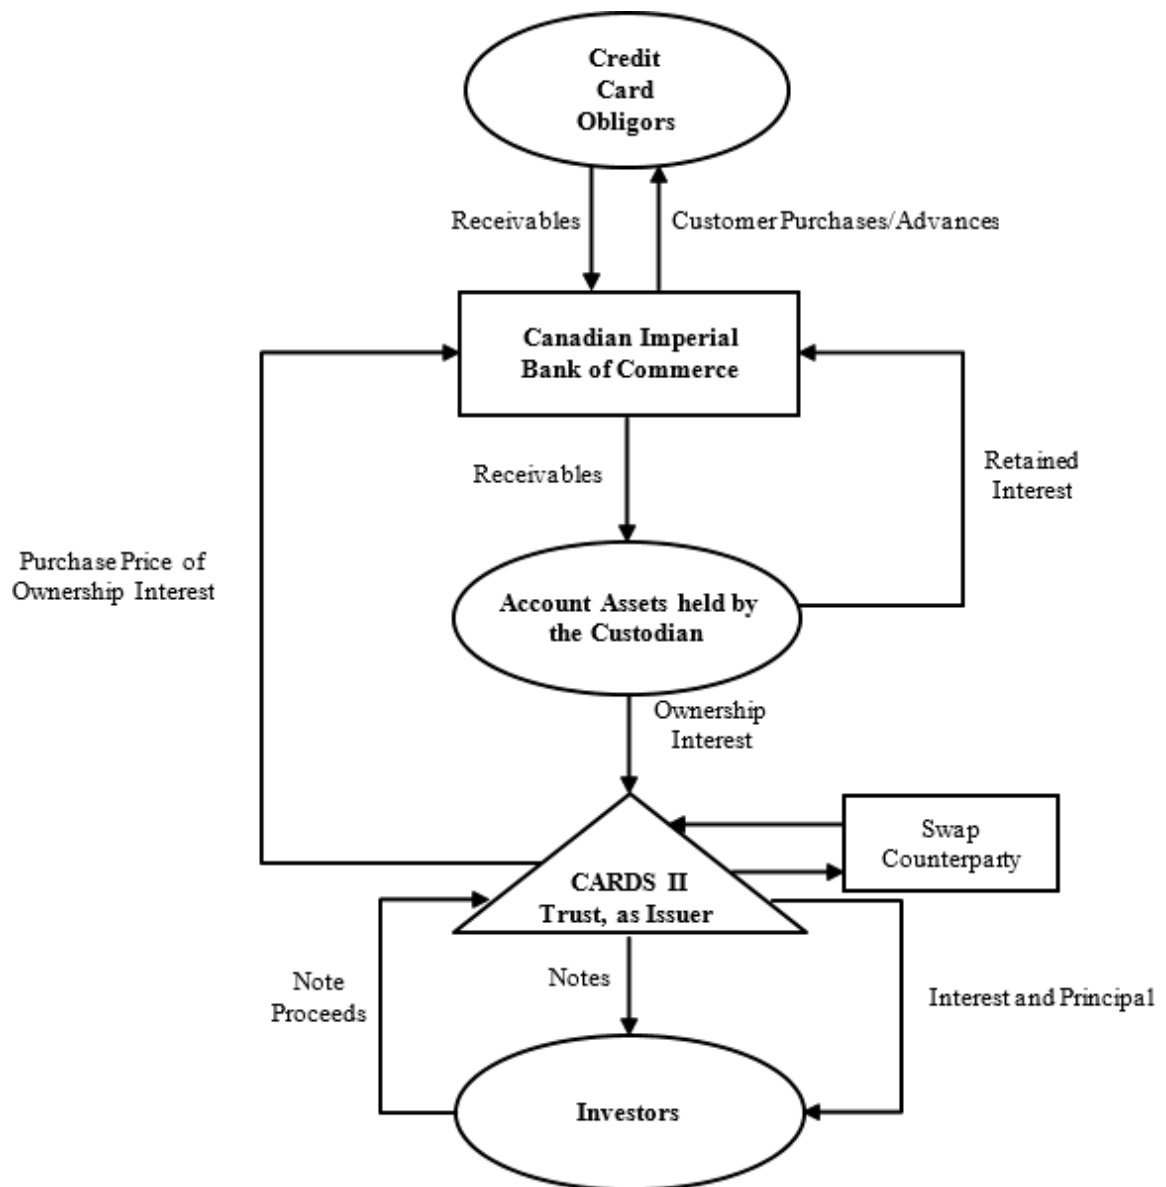 Credit
Card
Obligors
Receivables
Customer Purchases/Advances
Canadian Imperial
Bank of Commerce
Receivables
Retained
Interest
Purchase Price of
Ownership Interest
Account Assets held by
the Custodian
Ownership
Interest
Swap
Counterparty
CARDS II
Trust, as Issuer
Note
Proceeds
Notes
Interest and Principal
Investors